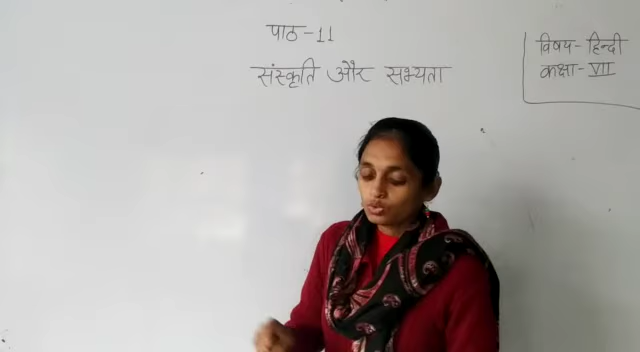 पाठ-11
संस्कृति और सभ्यता
विषय- हिन्दी
कक्षा- VII